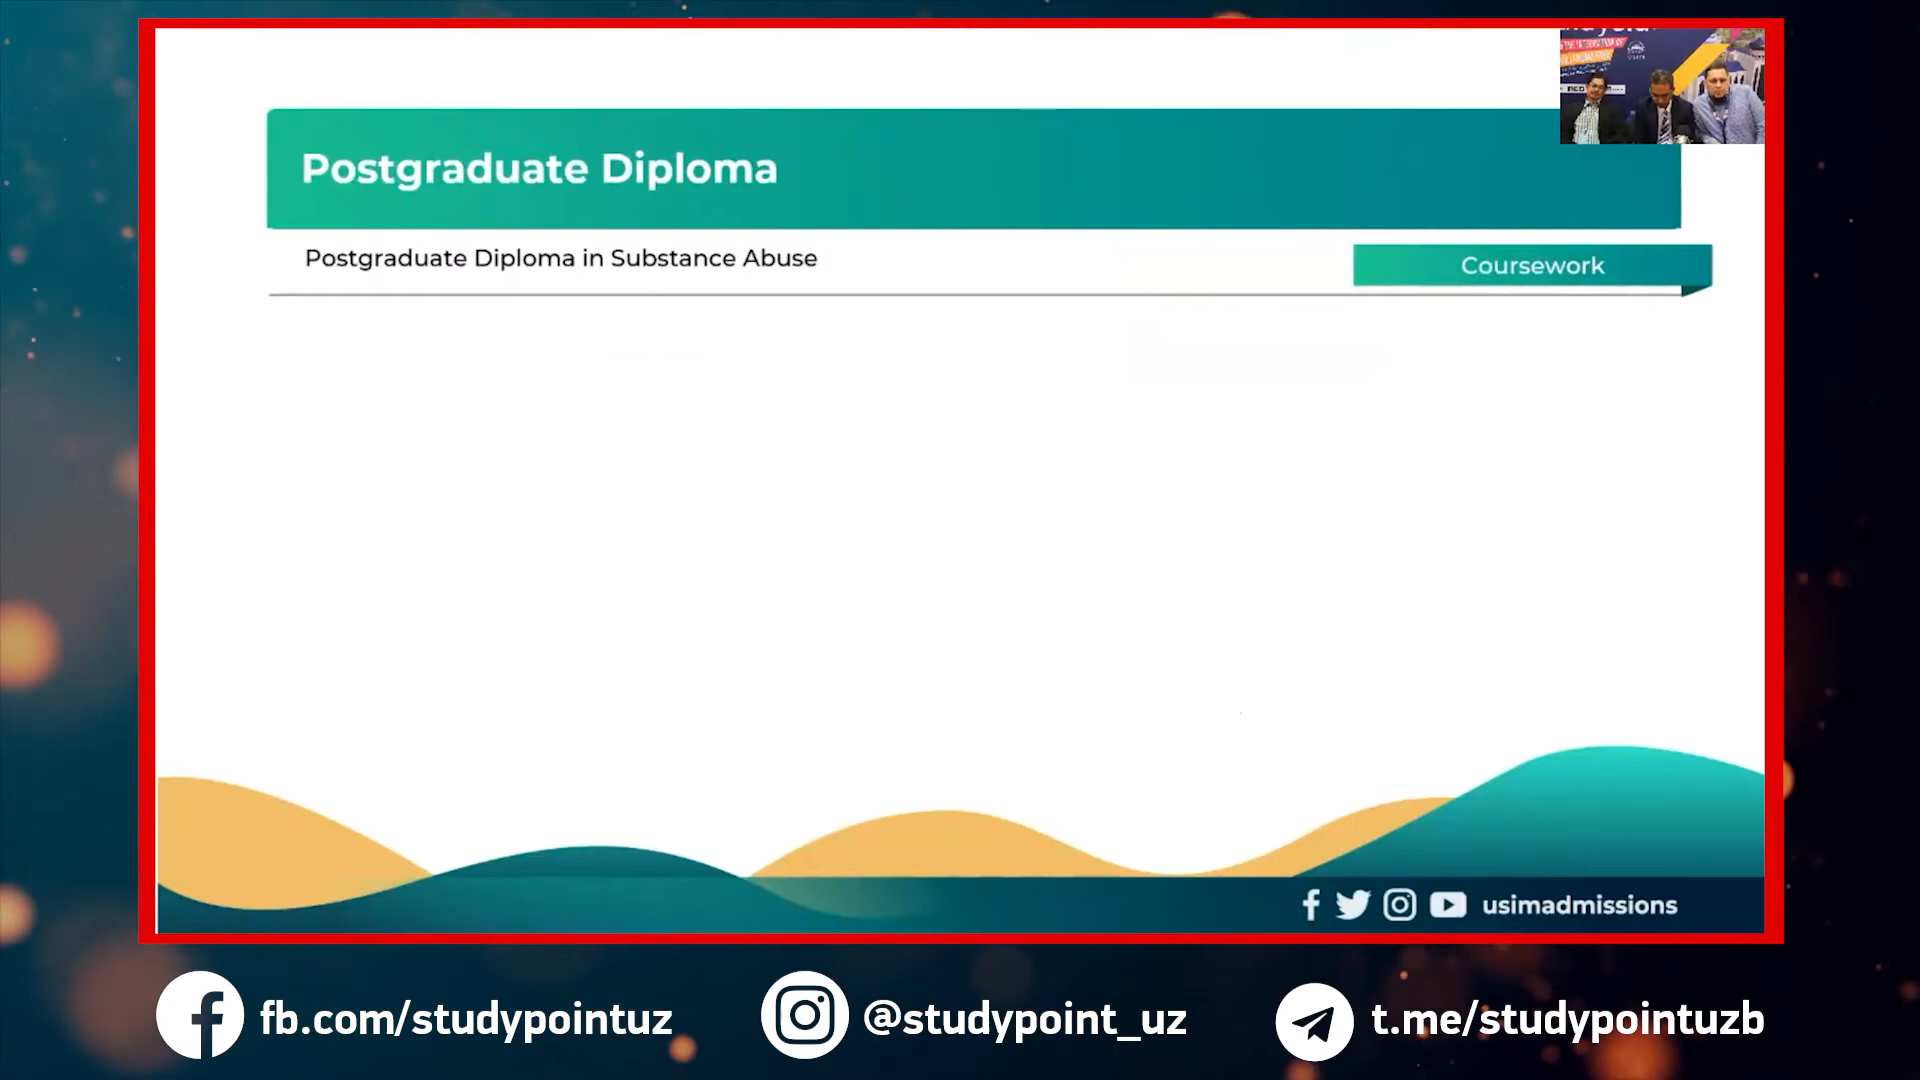 Postgraduate Diploma
Postgraduate Diploma in Substance Abuse
Coursework
usimadmissions
fb.com/studypointuz
@studypoint_uz
t.me/studypointuzb